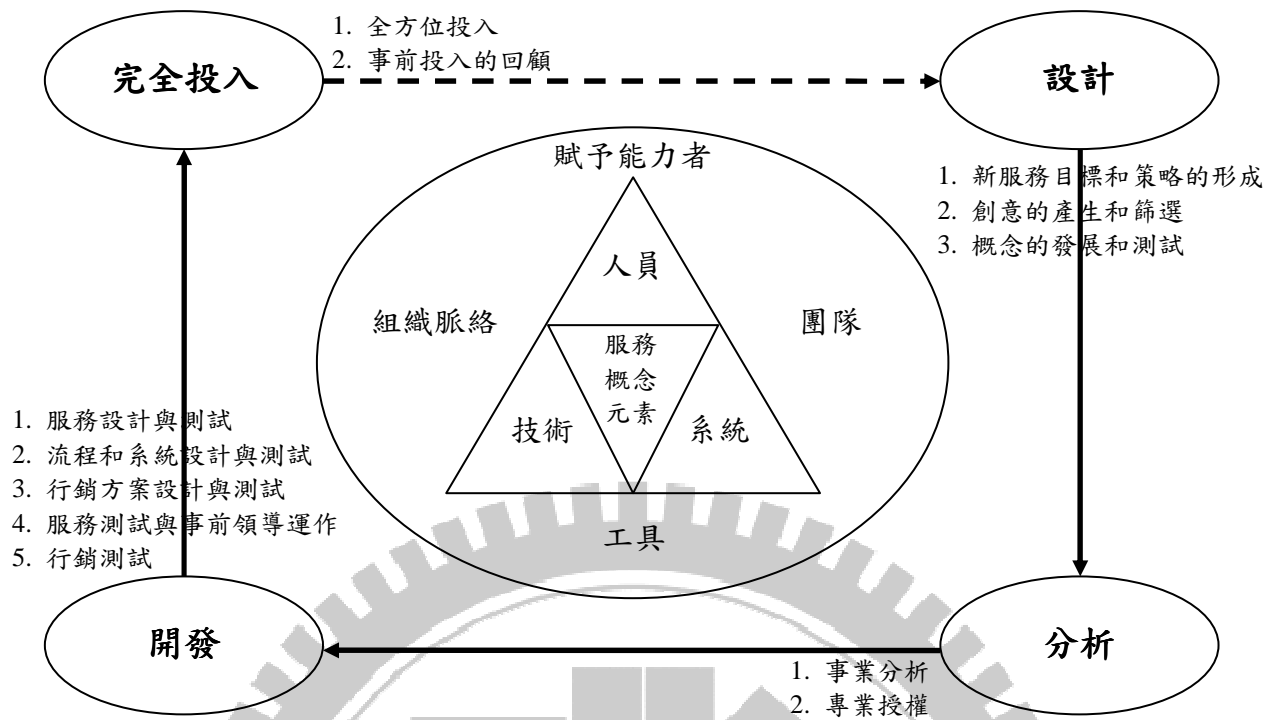 1. 全方位投入
2. 事前投入的回顧
完全投入
設計
賦予能力者
1. 新服務目標和策略的形成
2. 創意的產生和篩選
3. 概念的發展和測試
人員
組織脈絡
團隊
服務
概念
元素
技術
系統
1. 服務設計與測試
2. 流程和系統設計與測試
3. 行銷方案設計與測試
4. 服務測試與事前領導運作
5. 行銷測試
工具
開發
分析
1. 事業分析
2. 專業授權